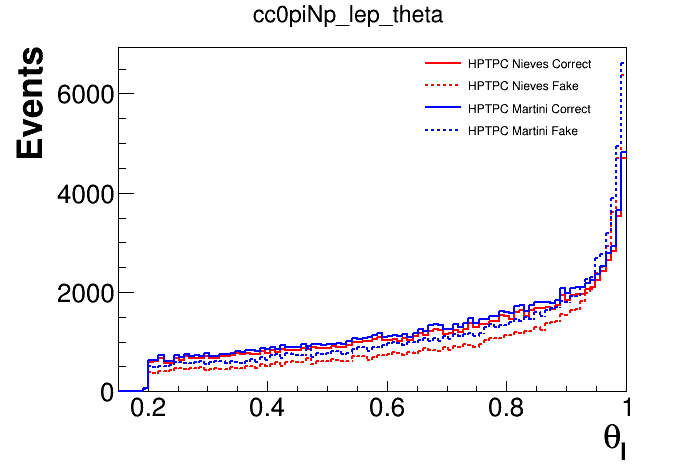 cc0piNp_lep_theta
Events
HPTPC Nieves Correct
HPTPC Nieves Fake
HPTPC Martini Correct
HPTPC Martini Fake
6000
4000
2000
0
0.2 0.4 0.6 0.8 1
θl